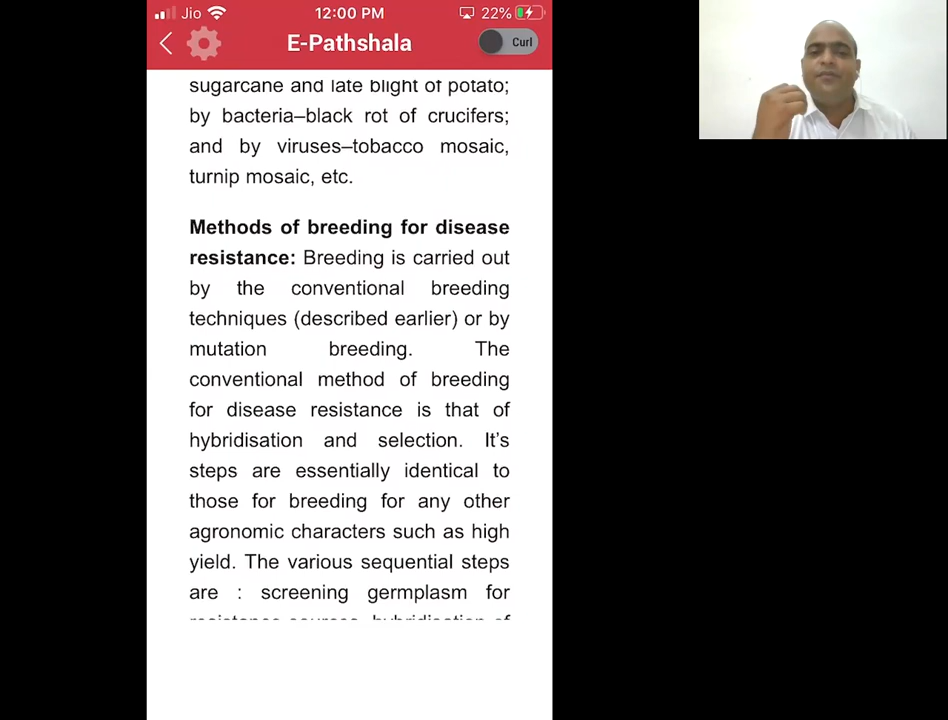 Jio 12:00 PM 22%
E-Pathshala Curl
sugarcane and late blight of potato;
by bacteria–black rot of crucifers;
and by viruses–tobacco mosaic,
turnip mosaic, etc.
Methods of breeding for disease
resistance: Breeding is carried out
by the conventional breeding
techniques (described earlier) or by
mutation breeding. The
conventional method of breeding
for disease resistance is that of
hybridisation and selection. It’s
steps are essentially identical to
those for breeding for any other
agronomic characters such as high
yield. The various sequential steps
are : screening germplasm for